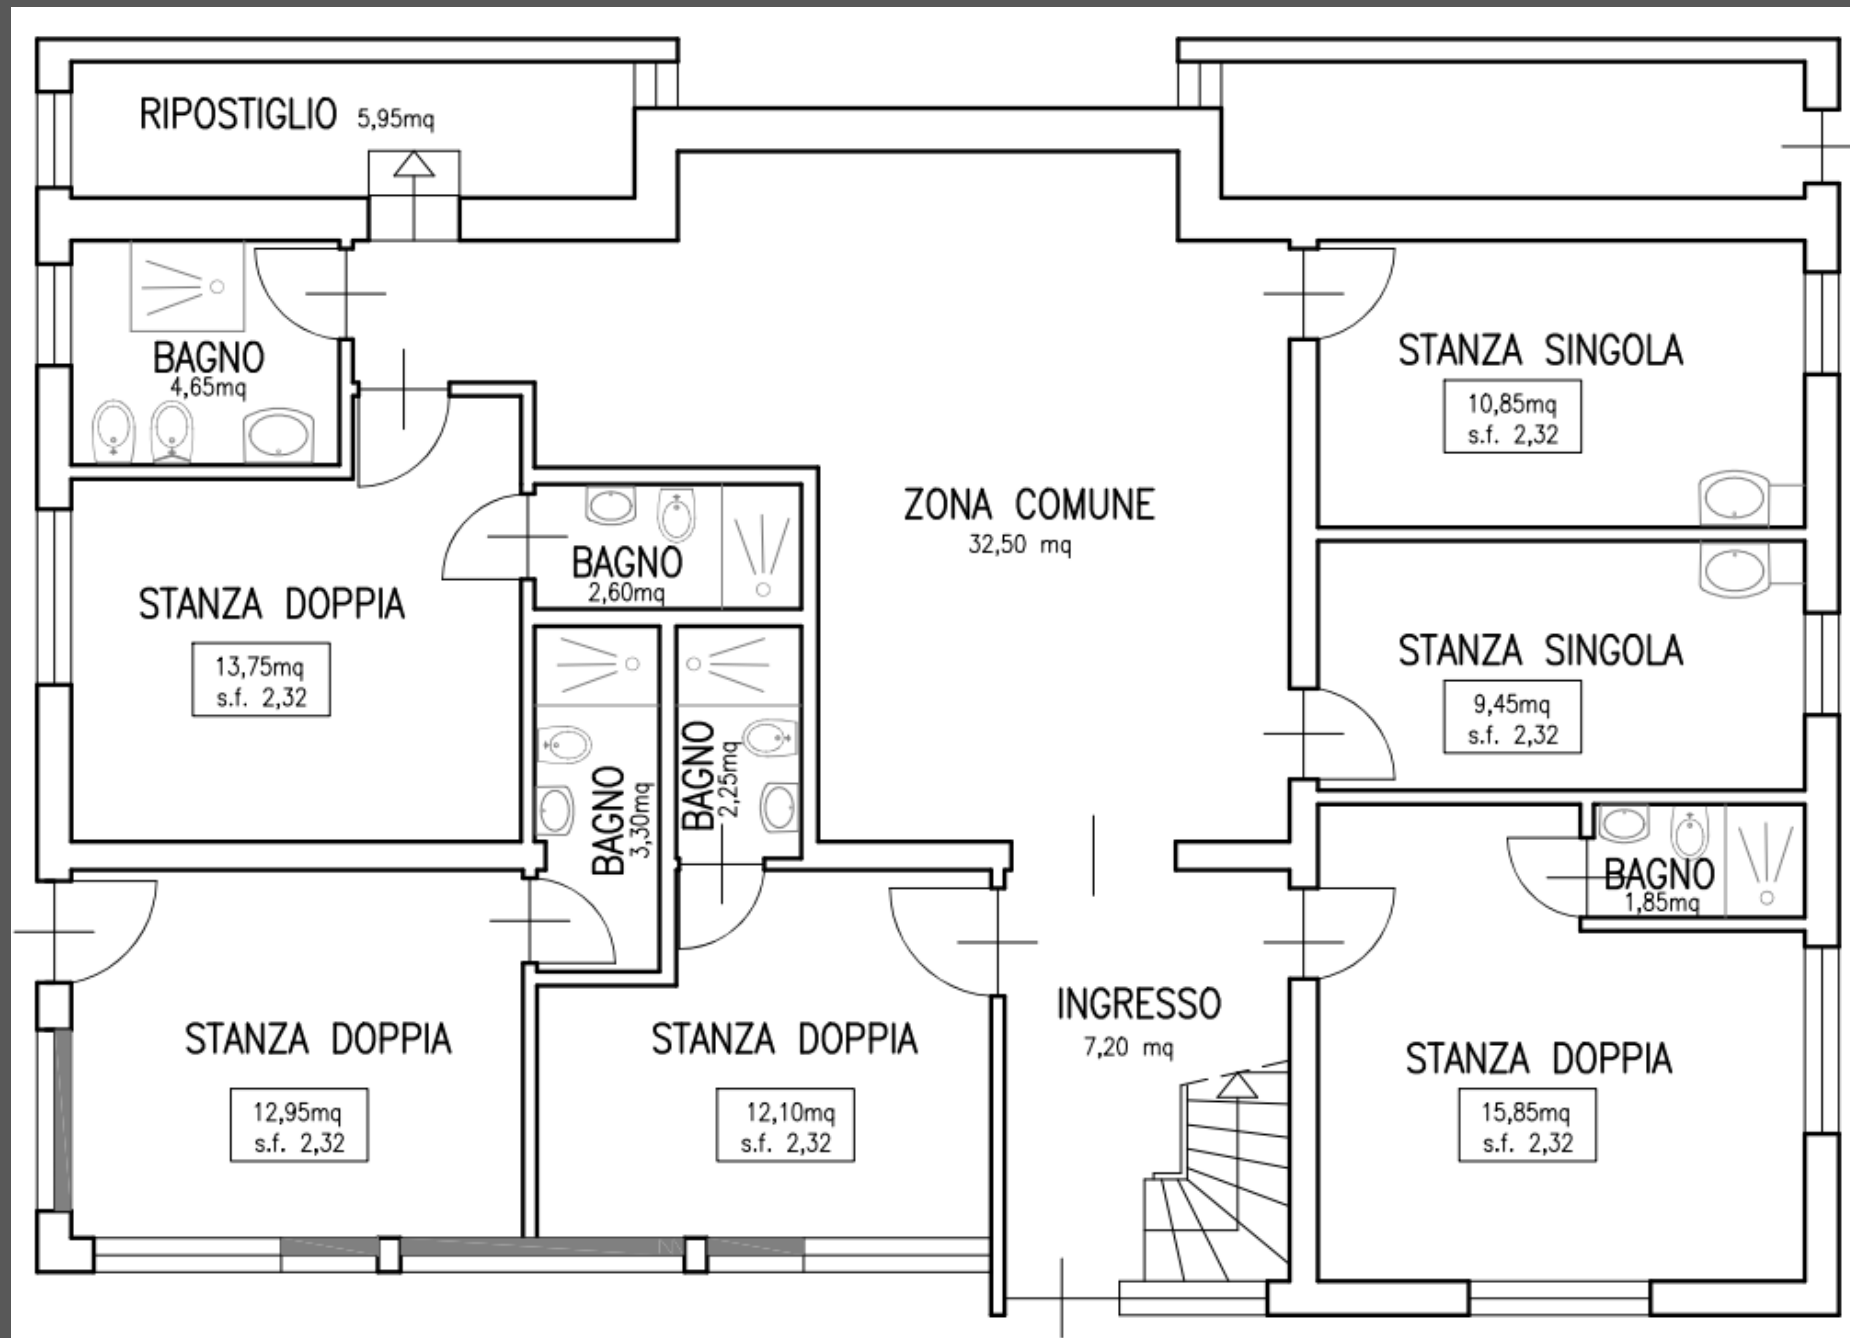 RIPOSTIGLIO 5,95mq
BAGNO
4,65mq
STANZA SINGOLA
10,85mq
s.f. 2,32
ZONA COMUNE
32,50 mq
BAGNO
2,60mq
STANZA DOPPIA
13,75mq
s.f. 2,32
STANZA SINGOLA
9,45mq
s.f. 2,32
BAGNO
3,30mq
BAGNO
2,25mq
BAGNO
1,85mq
STANZA DOPPIA
12,95mq
s.f. 2,32
STANZA DOPPIA
12,10mq
s.f. 2,32
INGRESSO
7,20 mq
STANZA DOPPIA
15,85mq
s.f. 2,32